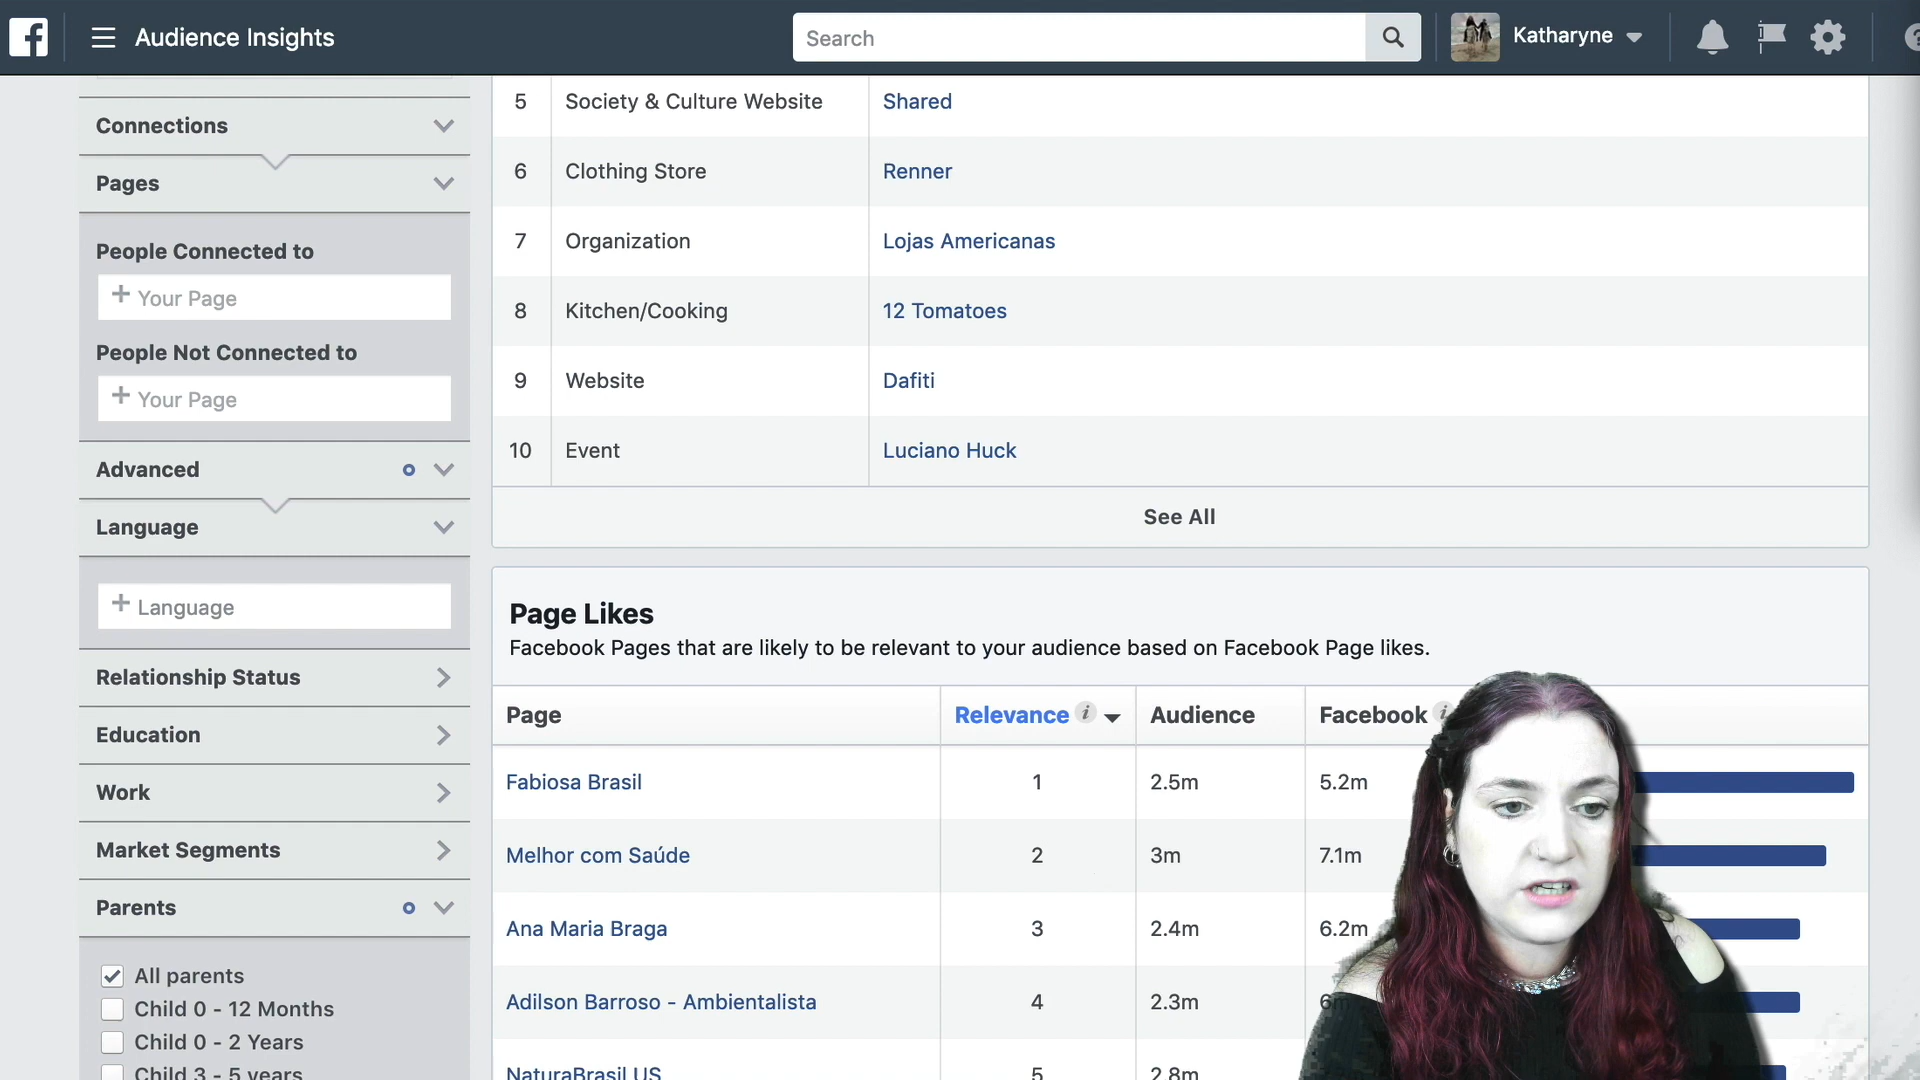 Audience Insights
Search
Katharyne
Connections
Pages
People Connected to
+ Your Page
People Not Connected to
+ Your Page
Advanced
Language
+ Language
Relationship Status
Education
Work
Market Segments
Parents
All parents
Child 0 - 12 Months
Child 0 - 2 Years
Child 3 - 5 years
5 Society & Culture Website Shared
6 Clothing Store Renner
7 Organization Lojas Americanas
8 Kitchen/Cooking 12 Tomatoes
9 Website Dafiti
10 Event Luciano Huck
See All
Page Likes
Facebook Pages that are likely to be relevant to your audience based on Facebook Page likes.
Page Relevance Audience Facebook
Fabiosa Brasil 1 2.5m 5.2m
Melhor com Saúde 2 3m 7.1m
Ana Maria Braga 3 2.4m 6.2m
Adilson Barroso - Ambientalista 4 2.3m
NaturaBrasil US 5 2.8m